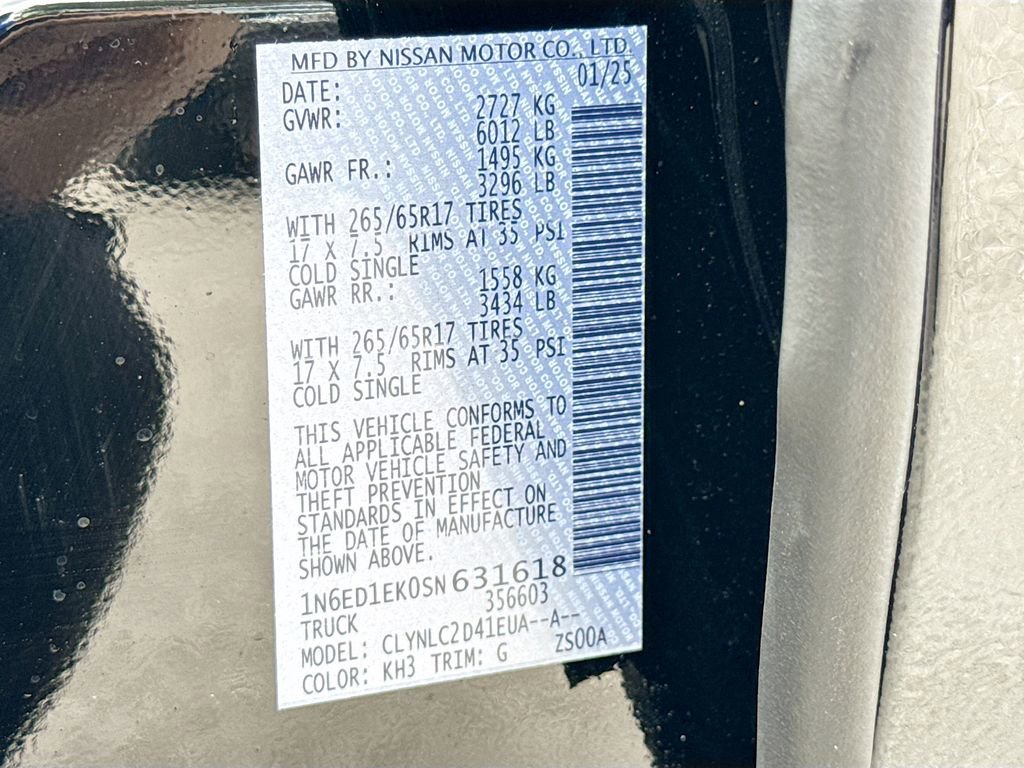 MFD BY NISSAN MOTOR CO., LTD.
DATE: 01/25
GVWR: 2727 KG
6012 LB
GAWR FR.: 1495 KG
3296 LB
WITH 265/65R17 TIRES
17 X 7.5 RIMS AT 35 PSI
COLD SINGLE
GAWR RR.: 1558 KG
3434 LB
WITH 265/65R17 TIRES
17 X 7.5 RIMS AT 35 PSI
COLD SINGLE
THIS VEHICLE CONFORMS TO
ALL APPLICABLE FEDERAL
MOTOR VEHICLE SAFETY AND
THEFT PREVENTION
STANDARDS IN EFFECT ON
THE DATE OF MANUFACTURE
SHOWN ABOVE.
1N6ED1EK0SN631618
TRUCK 356603
MODEL: CLYNLC2D41EUA--A--
COLOR: KH3 TRIM: G ZS00A